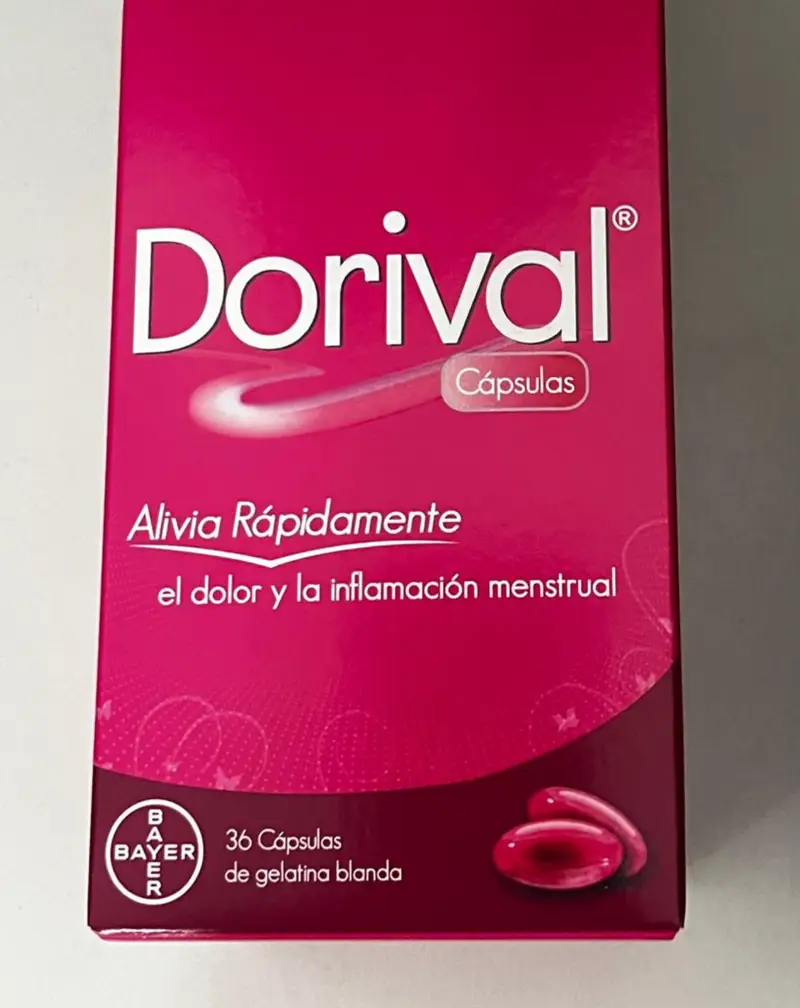 Dorival®
Cápsulas
Alivia Rápidamente
el dolor y la inflamación menstrual
BAYER
BAYER
36 Cápsulas
de gelatina blanda